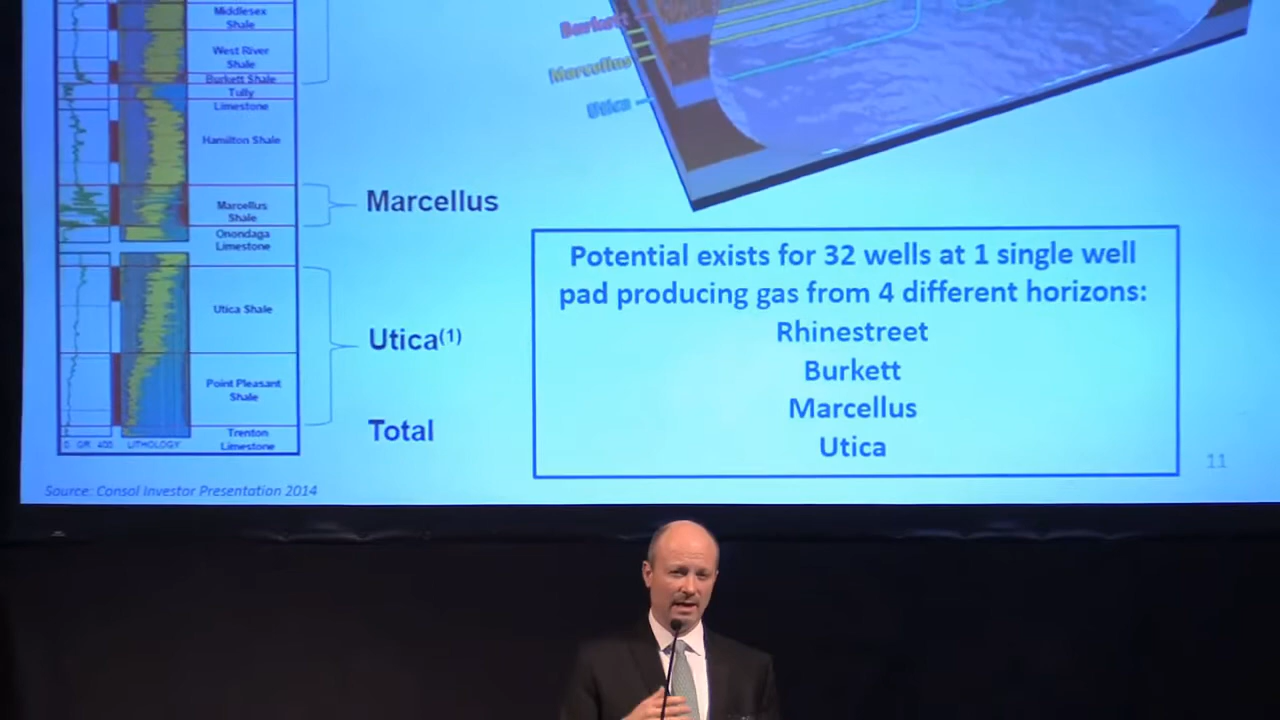 Middlesex
Shale
West River
Shale
Burkett Shale
Tully
Limestone
Hamilton Shale
Marcellus
Shale
Onondaga
Limestone
Utica Shale
Point Pleasant
Shale
Trenton
Limestone
0 GR 400 LITHOLOGY
Marcellus
Utica(1)
Total
Burkett
Marcellus
Utica
Potential exists for 32 wells at 1 single well
pad producing gas from 4 different horizons:
Rhinestreet
Burkett
Marcellus
Utica
11
Source: Consol Investor Presentation 2014